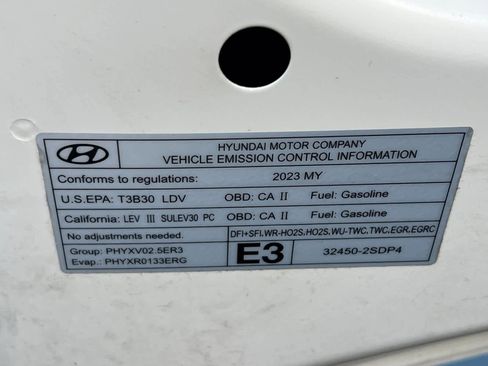 HYUNDAI MOTOR COMPANY
VEHICLE EMISSION CONTROL INFORMATION
Conforms to regulations: 2023 MY
U.S.EPA: T3B30 LDV OBD: CA II Fuel: Gasoline
California: LEV III SULEV30 PC OBD: CA II Fuel: Gasoline
No adjustments needed. DFI+SFI,WR-HO2S,HO2S,WU-TWC,TWC,EGR,EGRC
Group: PHYXV02.5ER3
Evap.: PHYXR0133ERG
E3 32450-2SDP4